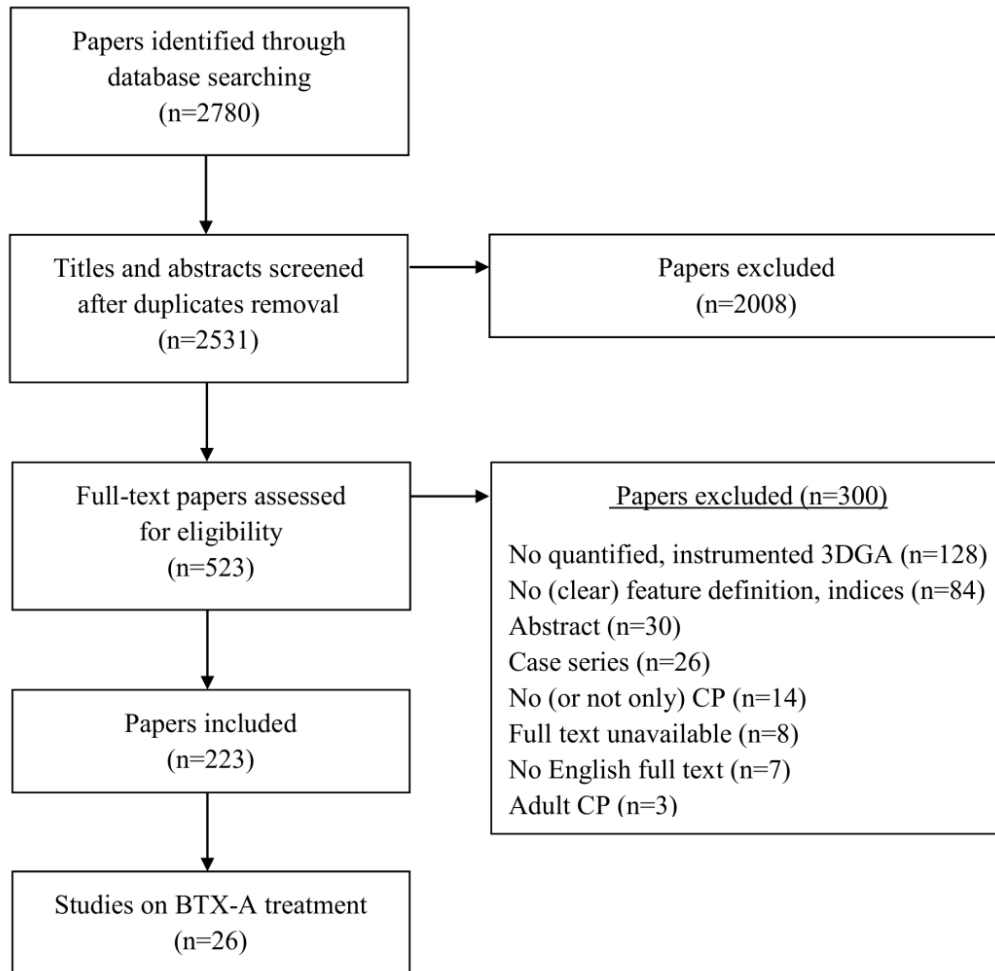 Papers identified through
database searching
(n=2780)
Titles and abstracts screened
after duplicates removal
(n=2531)
Papers excluded
(n=2008)
Full-text papers assessed
for eligibility
(n=523)
Papers excluded (n=300)
No quantified, instrumented 3DGA (n=128)
No (clear) feature definition, indices (n=84)
Abstract (n=30)
Case series (n=26)
No (or not only) CP (n=14)
Full text unavailable (n=8)
No English full text (n=7)
Adult CP (n=3)
Papers included
(n=223)
Studies on BTX-A treatment
(n=26)